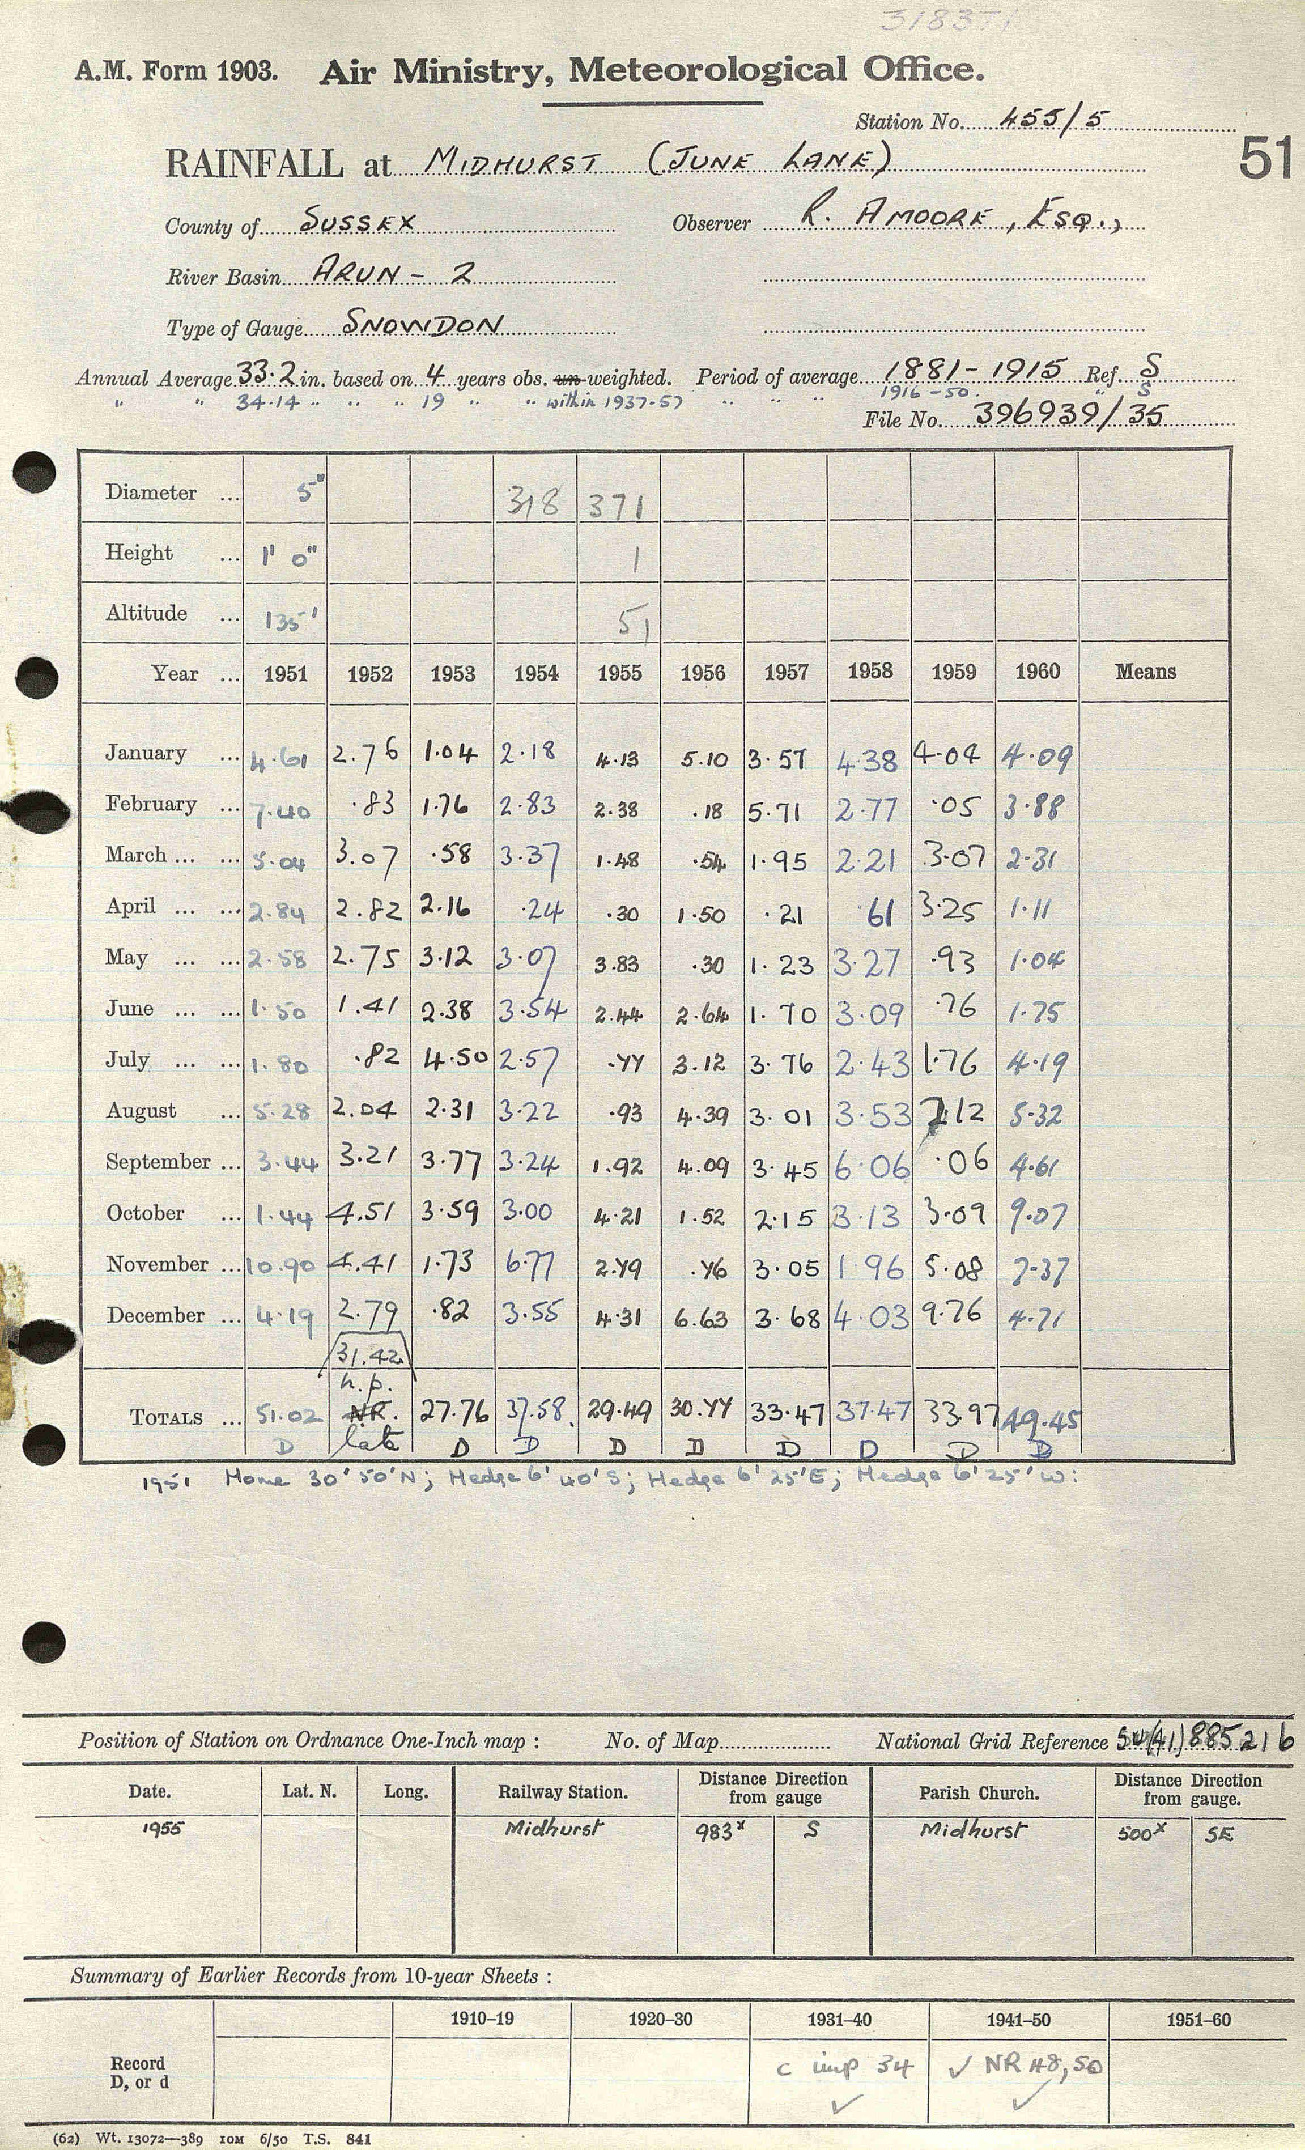 318371
A.M. Form 1903. Air Ministry, Meteorological Office.
Station No. 455/5
RAINFALL at MIDHURST (JUNE LANE)
51
County of SUSSEX Observer R. AMOORE, ESQ.,
River Basin ARUN - 2
Type of Gauge SNOWDON
Annual Average 33.2 in. based on 4 years obs. un-weighted. Period of average 1881-1915 Ref. S
" " 34.14 " " " 19 " " within 1937-57 " " " 1916-50. " S
File No. 396939/35
Diameter ... 5" 318 371
Height ... 1' 0" 1
Altitude ... 135' 51
Year ... 1951 1952 1953 1954 1955 1956 1957 1958 1959 1960 Means
January ... 4.61 2.76 1.04 2.18 4.13 5.10 3.57 4.38 4.04 4.09
February ... 7.40 .83 1.76 2.83 2.38 .18 5.71 2.77 .05 3.88
March ... ... 5.04 3.07 .58 3.37 1.48 .54 1.95 2.21 3.07 2.31
April ... ... 2.84 2.82 2.16 .24 .30 1.50 .21 61 3.25 1.11
May ... ... 2.58 2.75 3.12 3.07 3.83 .30 1.23 3.27 .93 1.04
June ... ... 1.50 1.41 2.38 3.54 2.44 2.64 1.70 3.09 .76 1.75
July ... ... 1.80 .82 4.50 2.57 .77 3.12 3.76 2.43 1.76 4.19
August ... 5.28 2.04 2.31 3.22 .93 4.39 3.01 3.53 2.12 5.32
September ... 3.44 3.21 3.77 3.24 1.92 4.09 3.45 6.06 .06 4.61
October ... 1.44 4.51 3.59 3.00 4.21 1.52 2.15 3.13 3.09 9.07
November ... 10.90 4.41 1.73 6.77 2.79 .76 3.05 1 96 5.08 7.37
December ... 4.19 2.79 .82 3.55 4.31 6.63 3.68 4.03 9.76 4.71
31.42
n.p.
TOTALS ... 51.02 NR. 27.76 37.58 29.49 30.77 33.47 37.47 33.97 49.45
D late D D D D D D D D
1951 Home 30' 50'N; Hedge 6' 40'S; Hedge 6' 25'E; Hedge 6' 25'W:
Position of Station on Ordnance One-Inch map : No. of Map National Grid Reference SU(41)885216
Date. Lat. N. Long. Railway Station. Distance Direction from gauge Parish Church. Distance Direction from gauge.
1955 Midhurst 983x S Midhurst 500x SE
Summary of Earlier Records from 10-year Sheets :
1910–19 1920–30 1931–40 1941–50 1951–60
Record
D, or d c imp 34 ✓ NR 48, 50
✓ ✓
(62) Wt. 13072—389 10M 6/50 T.S. 841